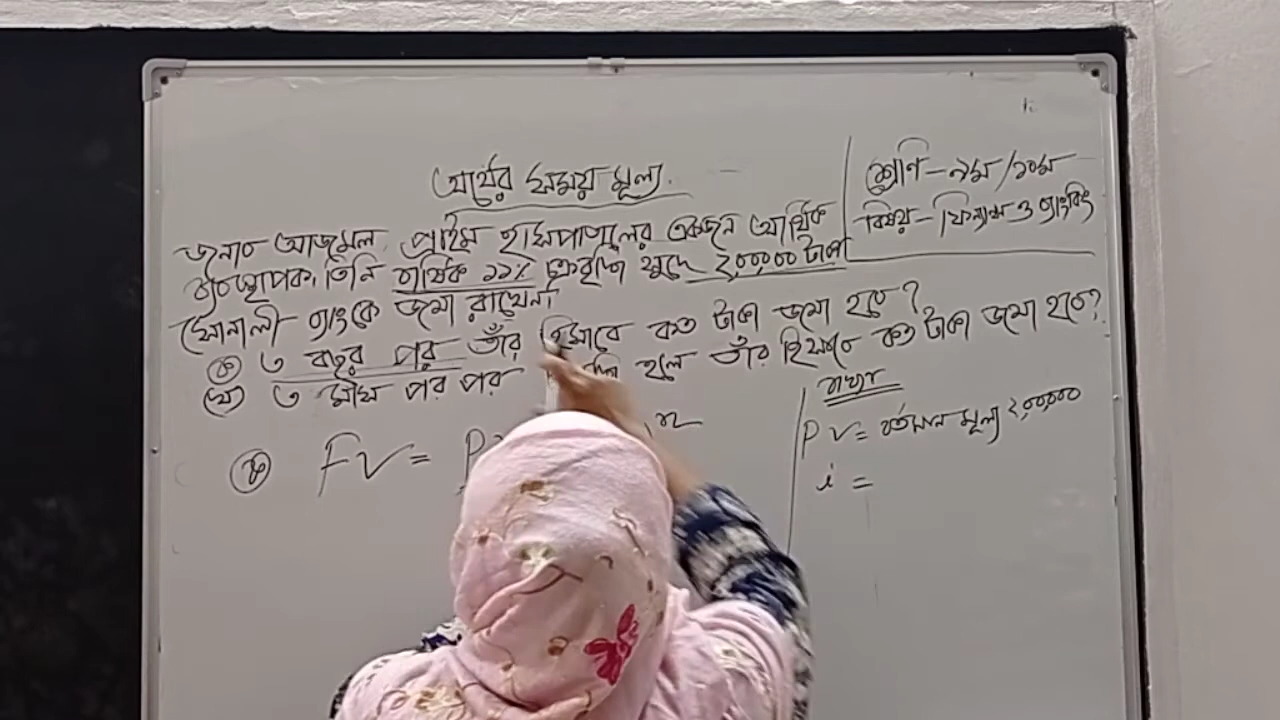 অর্থের সময় মূল্য.
শ্রেণি - ৯ম/১০ম
বিষয় - ফিন্যান্স ও ব্যাংকিং
জনাব আজমল প্রাইম হাসপাতালের একজন আর্থিক
ব্যবস্থাপক। তিনি বার্ষিক ১১% চক্রবৃদ্ধি সুদে ২,০০,০০০ টাকা
সোনালী ব্যাংকে জমা রাখেন।
(ক) ৩ বছর পর তাঁর হিসাবে কত টাকা জমা হবে?
(খ) ৩ মাস পর পর হলে তাঁর হিসাবে কত টাকা জমা হবে?
(ক) FV = P n
PV = বর্তমান মূল্য ২,০০,০০০
i =